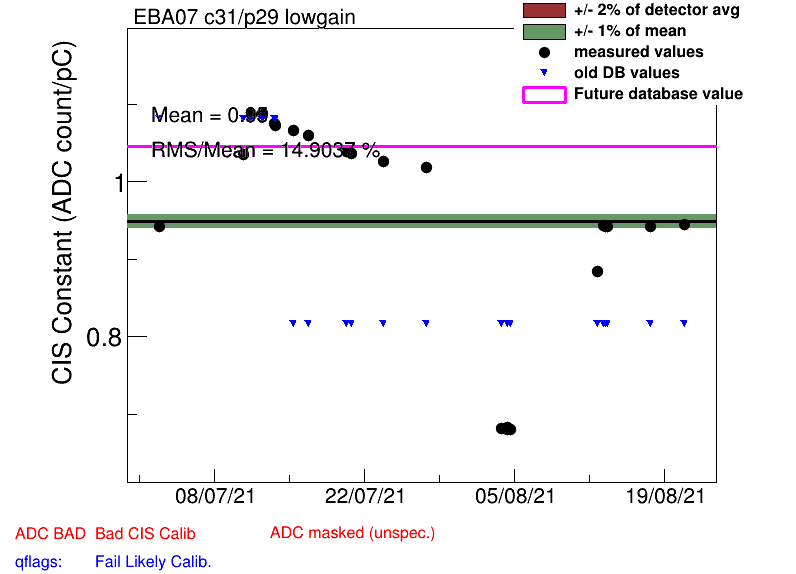 EBA07 c31/p29 lowgain
+/- 2% of detector avg
+/- 1% of mean
measured values
old DB values
Future database value
CIS Constant (ADC count/pC)
Mean = 0.
RMS/Mean = 14.9037 %
1
0.8
08/07/21 22/07/21 05/08/21 19/08/21
ADC BAD Bad CIS Calib ADC masked (unspec.)
qflags: Fail Likely Calib.